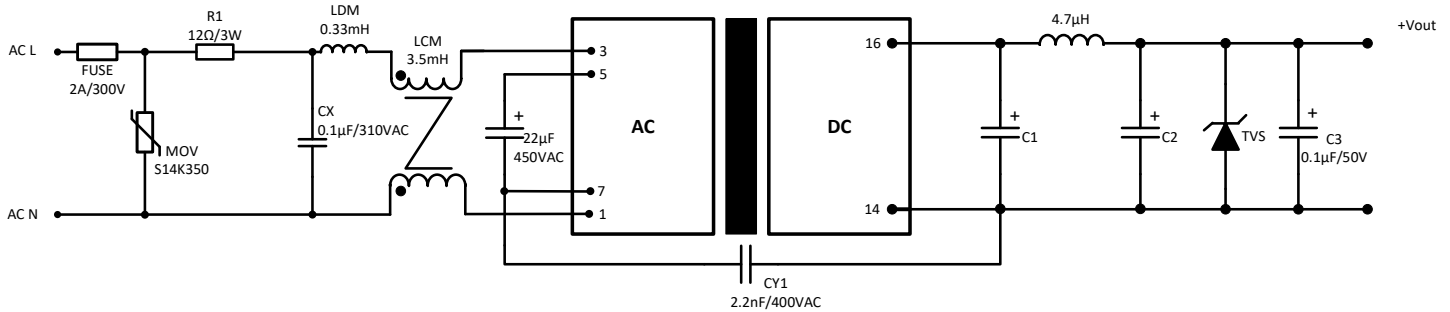 AC L
FUSE
2A/300V
R1
12Ω/3W
LDM
0.33mH
LCM
3.5mH
MOV
S14K350
CX
0.1µF/310VAC
AC N
+
22µF
450VAC
3
5
7
1
AC
DC
16
14
4.7µH
+
C1
+
C2
TVS
+
C3
0.1µF/50V
+Vout
CY1
2.2nF/400VAC